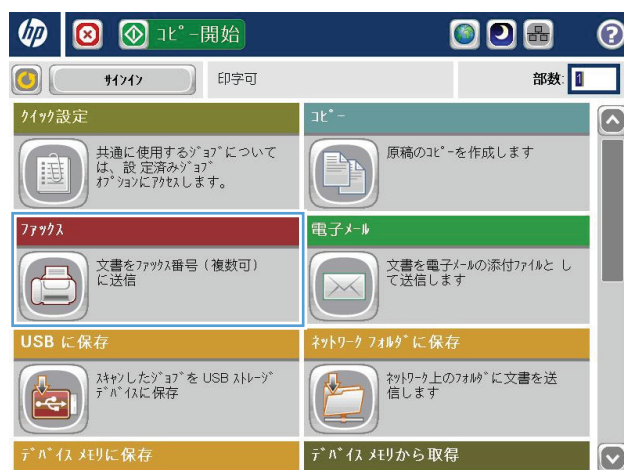 hp
ｺﾋﾟｰ開始
?
ｻｲﾝｲﾝ
印字可
部数: 1
ｸｲｯｸ設定
共通に使用するｼﾞｮﾌﾞについて
は、設 定済みｼﾞｮﾌﾞ
ｵﾌﾟｼｮﾝにｱｸｾｽしま す。
ｺﾋﾟｰ
原稿のｺﾋﾟｰを作成します
ﾌｧｯｸｽ
文書をﾌｧｯｸｽ番号（複数可）
に送信
電子ﾒｰﾙ
文書を電子ﾒｰﾙの添付ﾌｧｲﾙと し
て送信しま す
USB に保存
ｽｷｬﾝしたｼﾞｮﾌﾞを USB ｽﾄﾚｰｼﾞ
ﾃﾞﾊﾞｲｽに保存
ﾈｯﾄﾜｰｸ ﾌｫﾙﾀﾞに保存
ﾈｯﾄﾜｰｸ上のﾌｫﾙﾀﾞに文書を送
信します
ﾃﾞﾊﾞｲｽ ﾒﾓﾘに保存
ﾃﾞﾊﾞｲｽ ﾒﾓﾘから取得